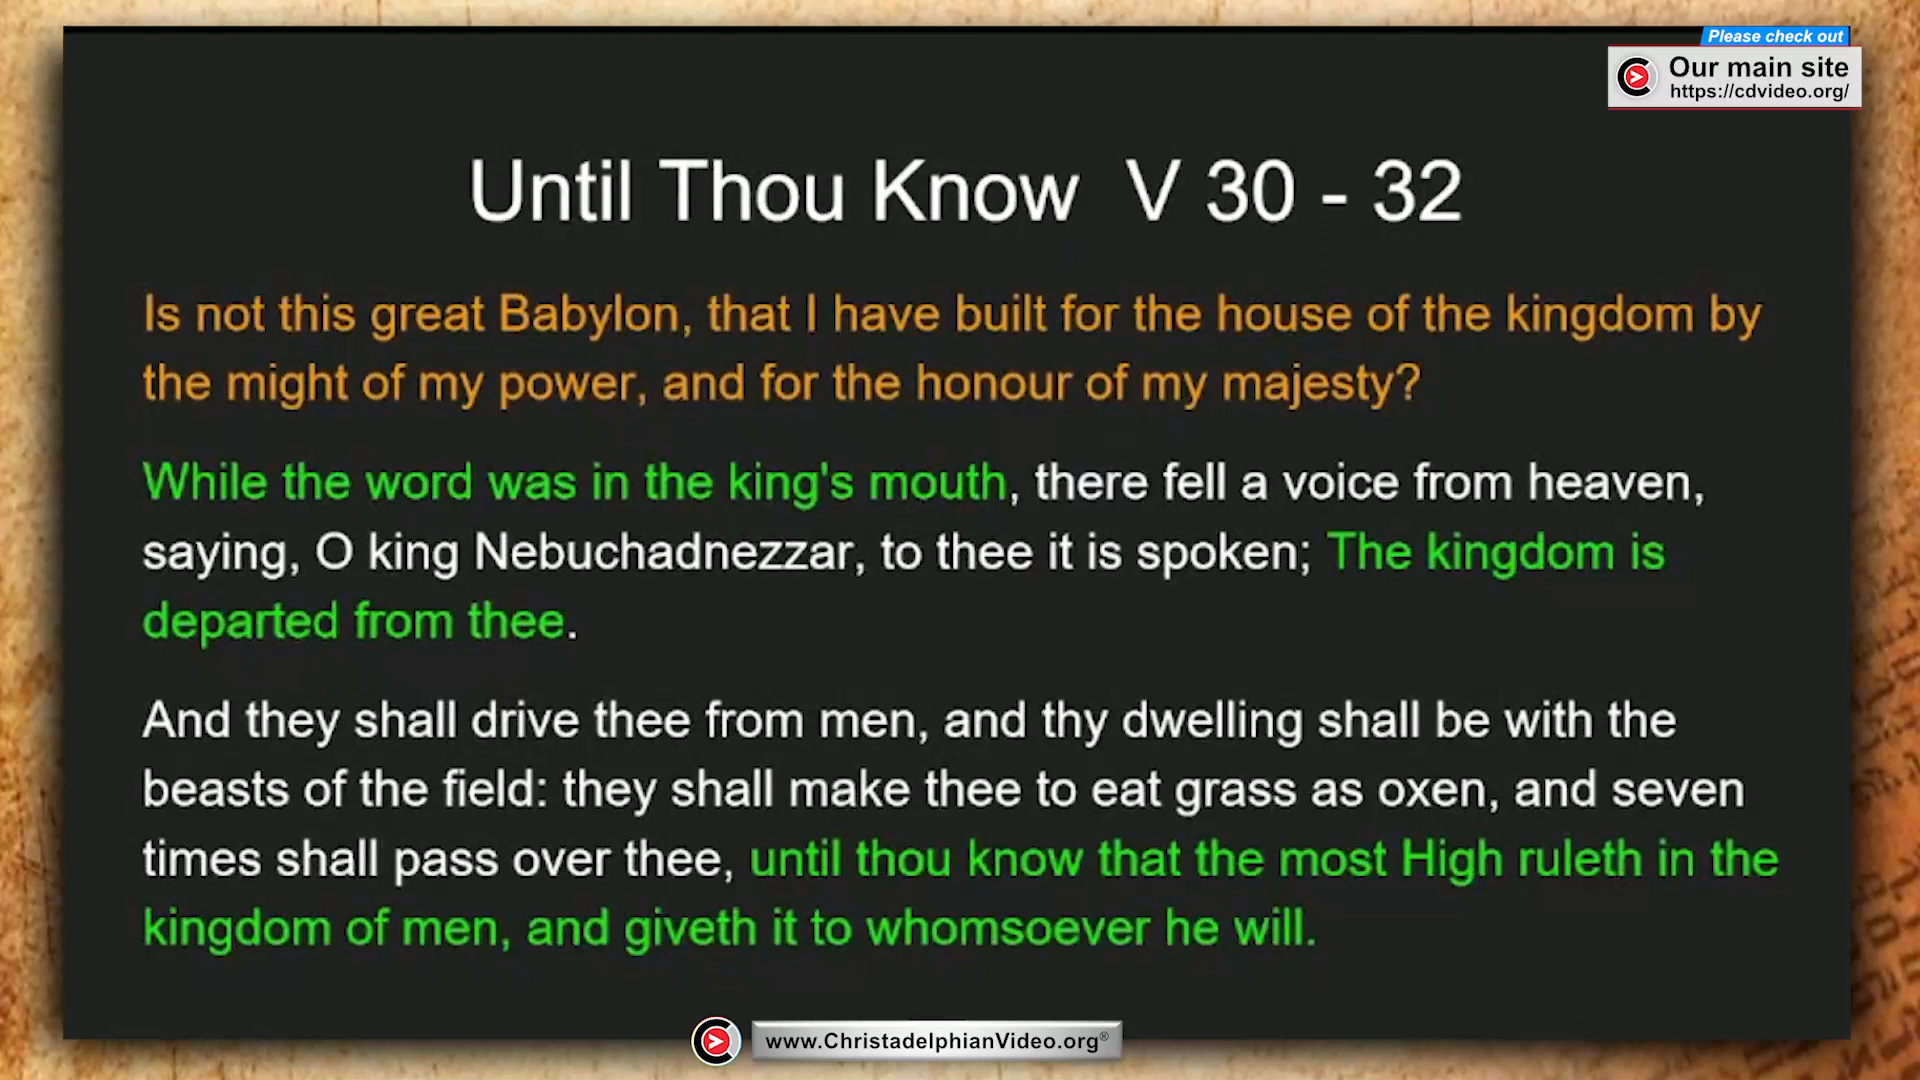 Please check out
Our main site
https://cdvideo.org/
Until Thou Know V 30 - 32
Is not this great Babylon, that I have built for the house of the kingdom by
the might of my power, and for the honour of my majesty?
While the word was in the king's mouth, there fell a voice from heaven,
saying, O king Nebuchadnezzar, to thee it is spoken; The kingdom is
departed from thee.
And they shall drive thee from men, and thy dwelling shall be with the
beasts of the field: they shall make thee to eat grass as oxen, and seven
times shall pass over thee, until thou know that the most High ruleth in the
kingdom of men, and giveth it to whomsoever he will.
www.ChristadelphianVideo.org®